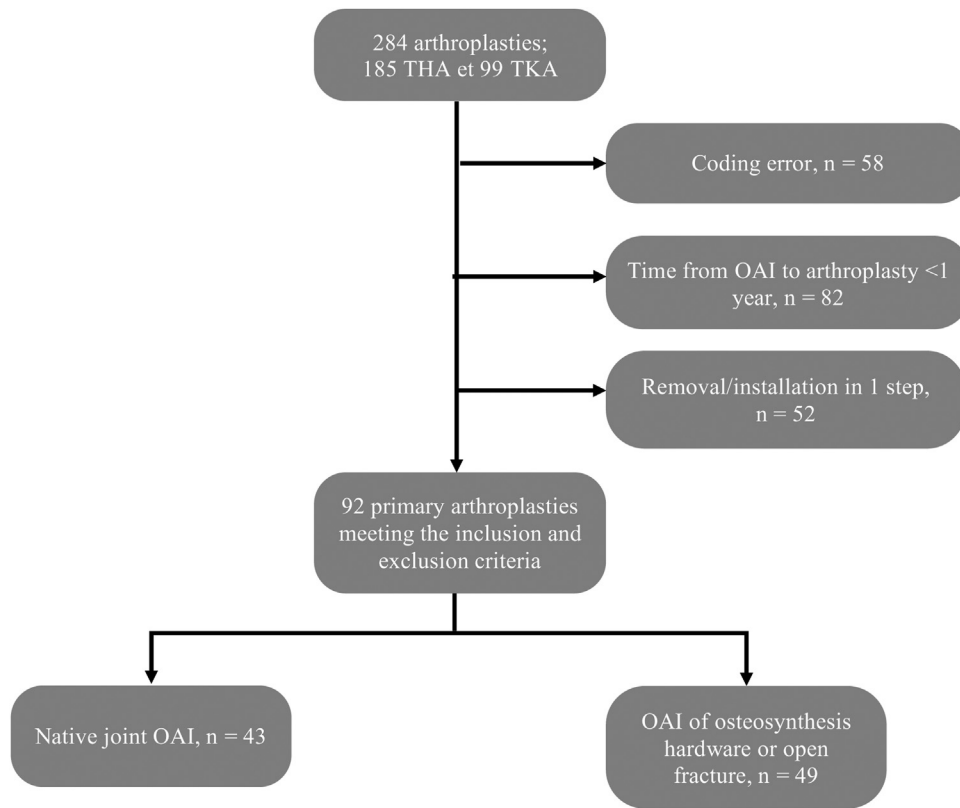 284 arthroplasties;
185 THA et 99 TKA
Coding error, n = 58
Time from OAI to arthroplasty <1
year, n = 82
Removal/installation in 1 step,
n = 52
92 primary arthroplasties
meeting the inclusion and
exclusion criteria
Native joint OAI, n = 43
OAI of osteosynthesis
hardware or open
fracture, n = 49